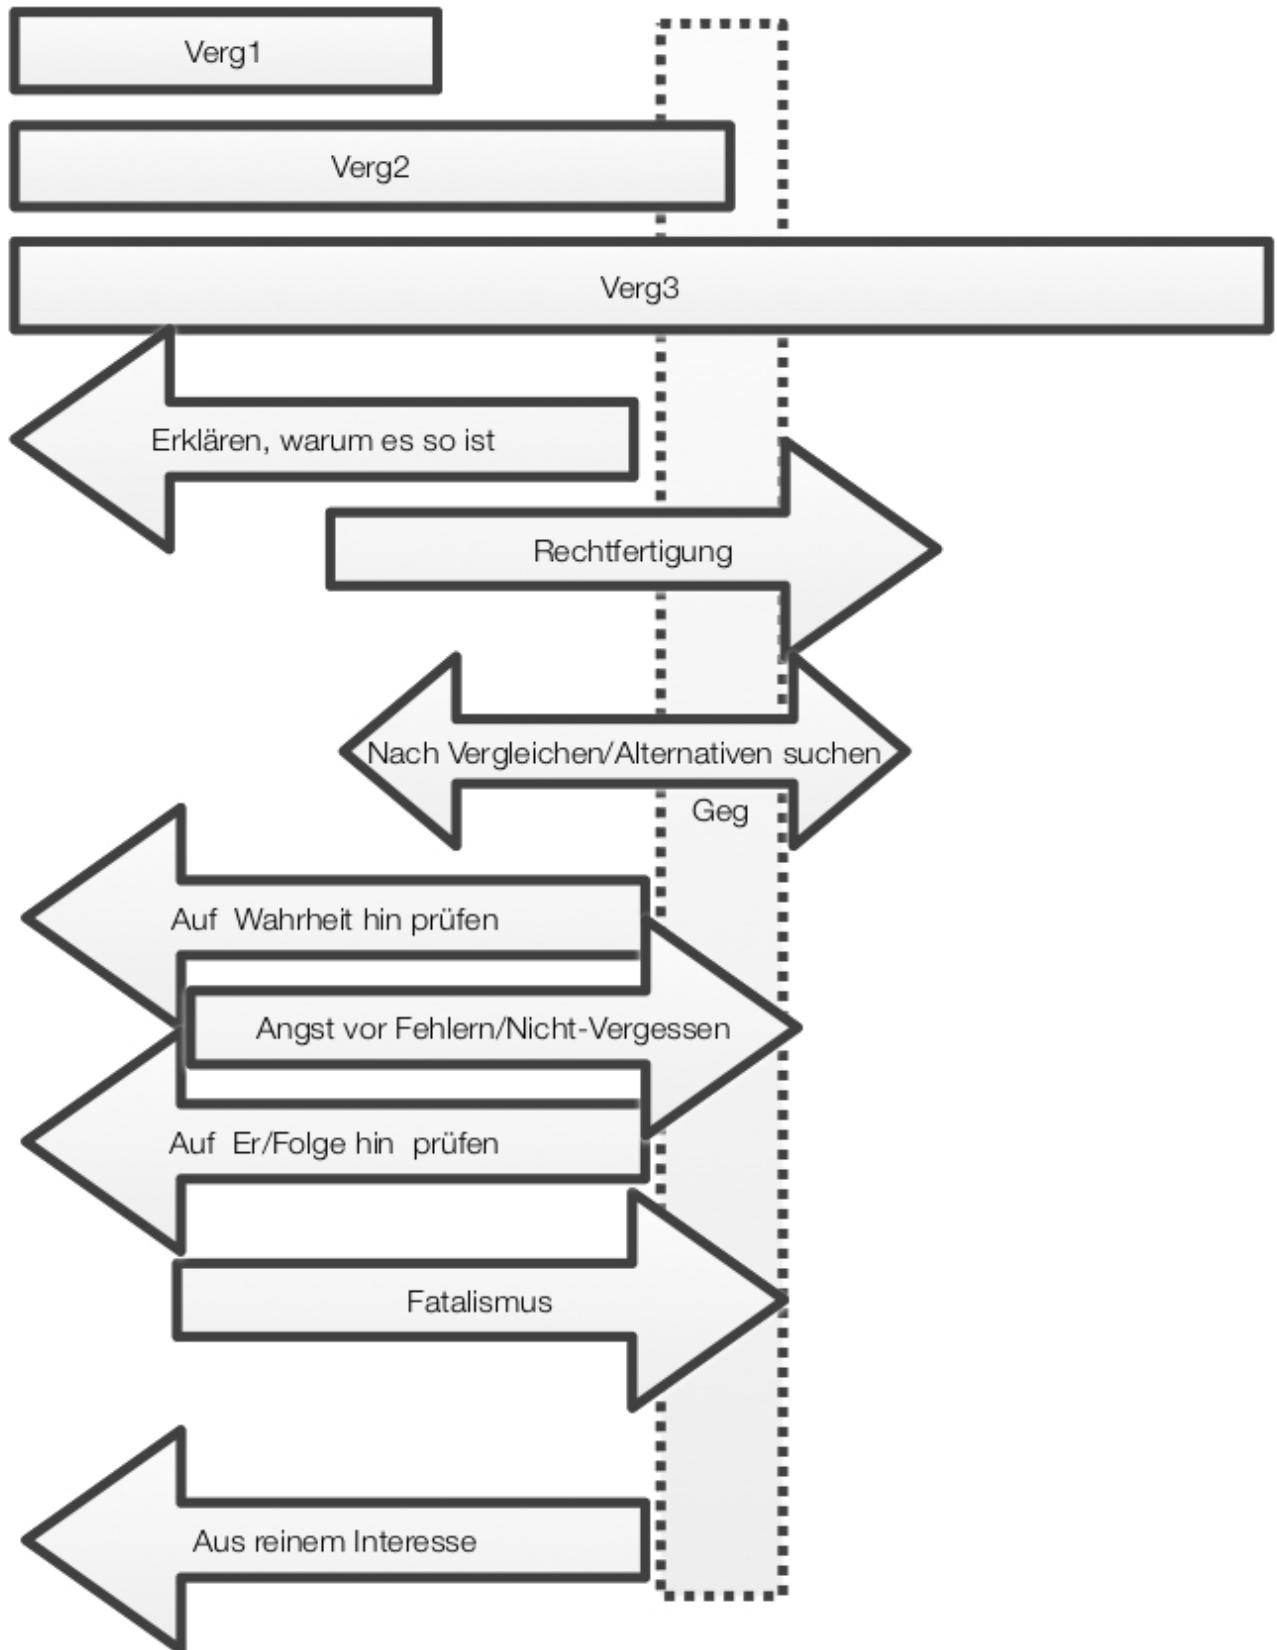 Verg1
Verg2
Verg3
Erklären, warum es so ist
Rechtfertigung
Nach Vergleichen/Alternativen suchen
Geg
Auf  Wahrheit hin prüfen
Angst vor Fehlern/Nicht-Vergessen
Auf  Er/Folge hin  prüfen
Fatalismus
Aus reinem Interesse